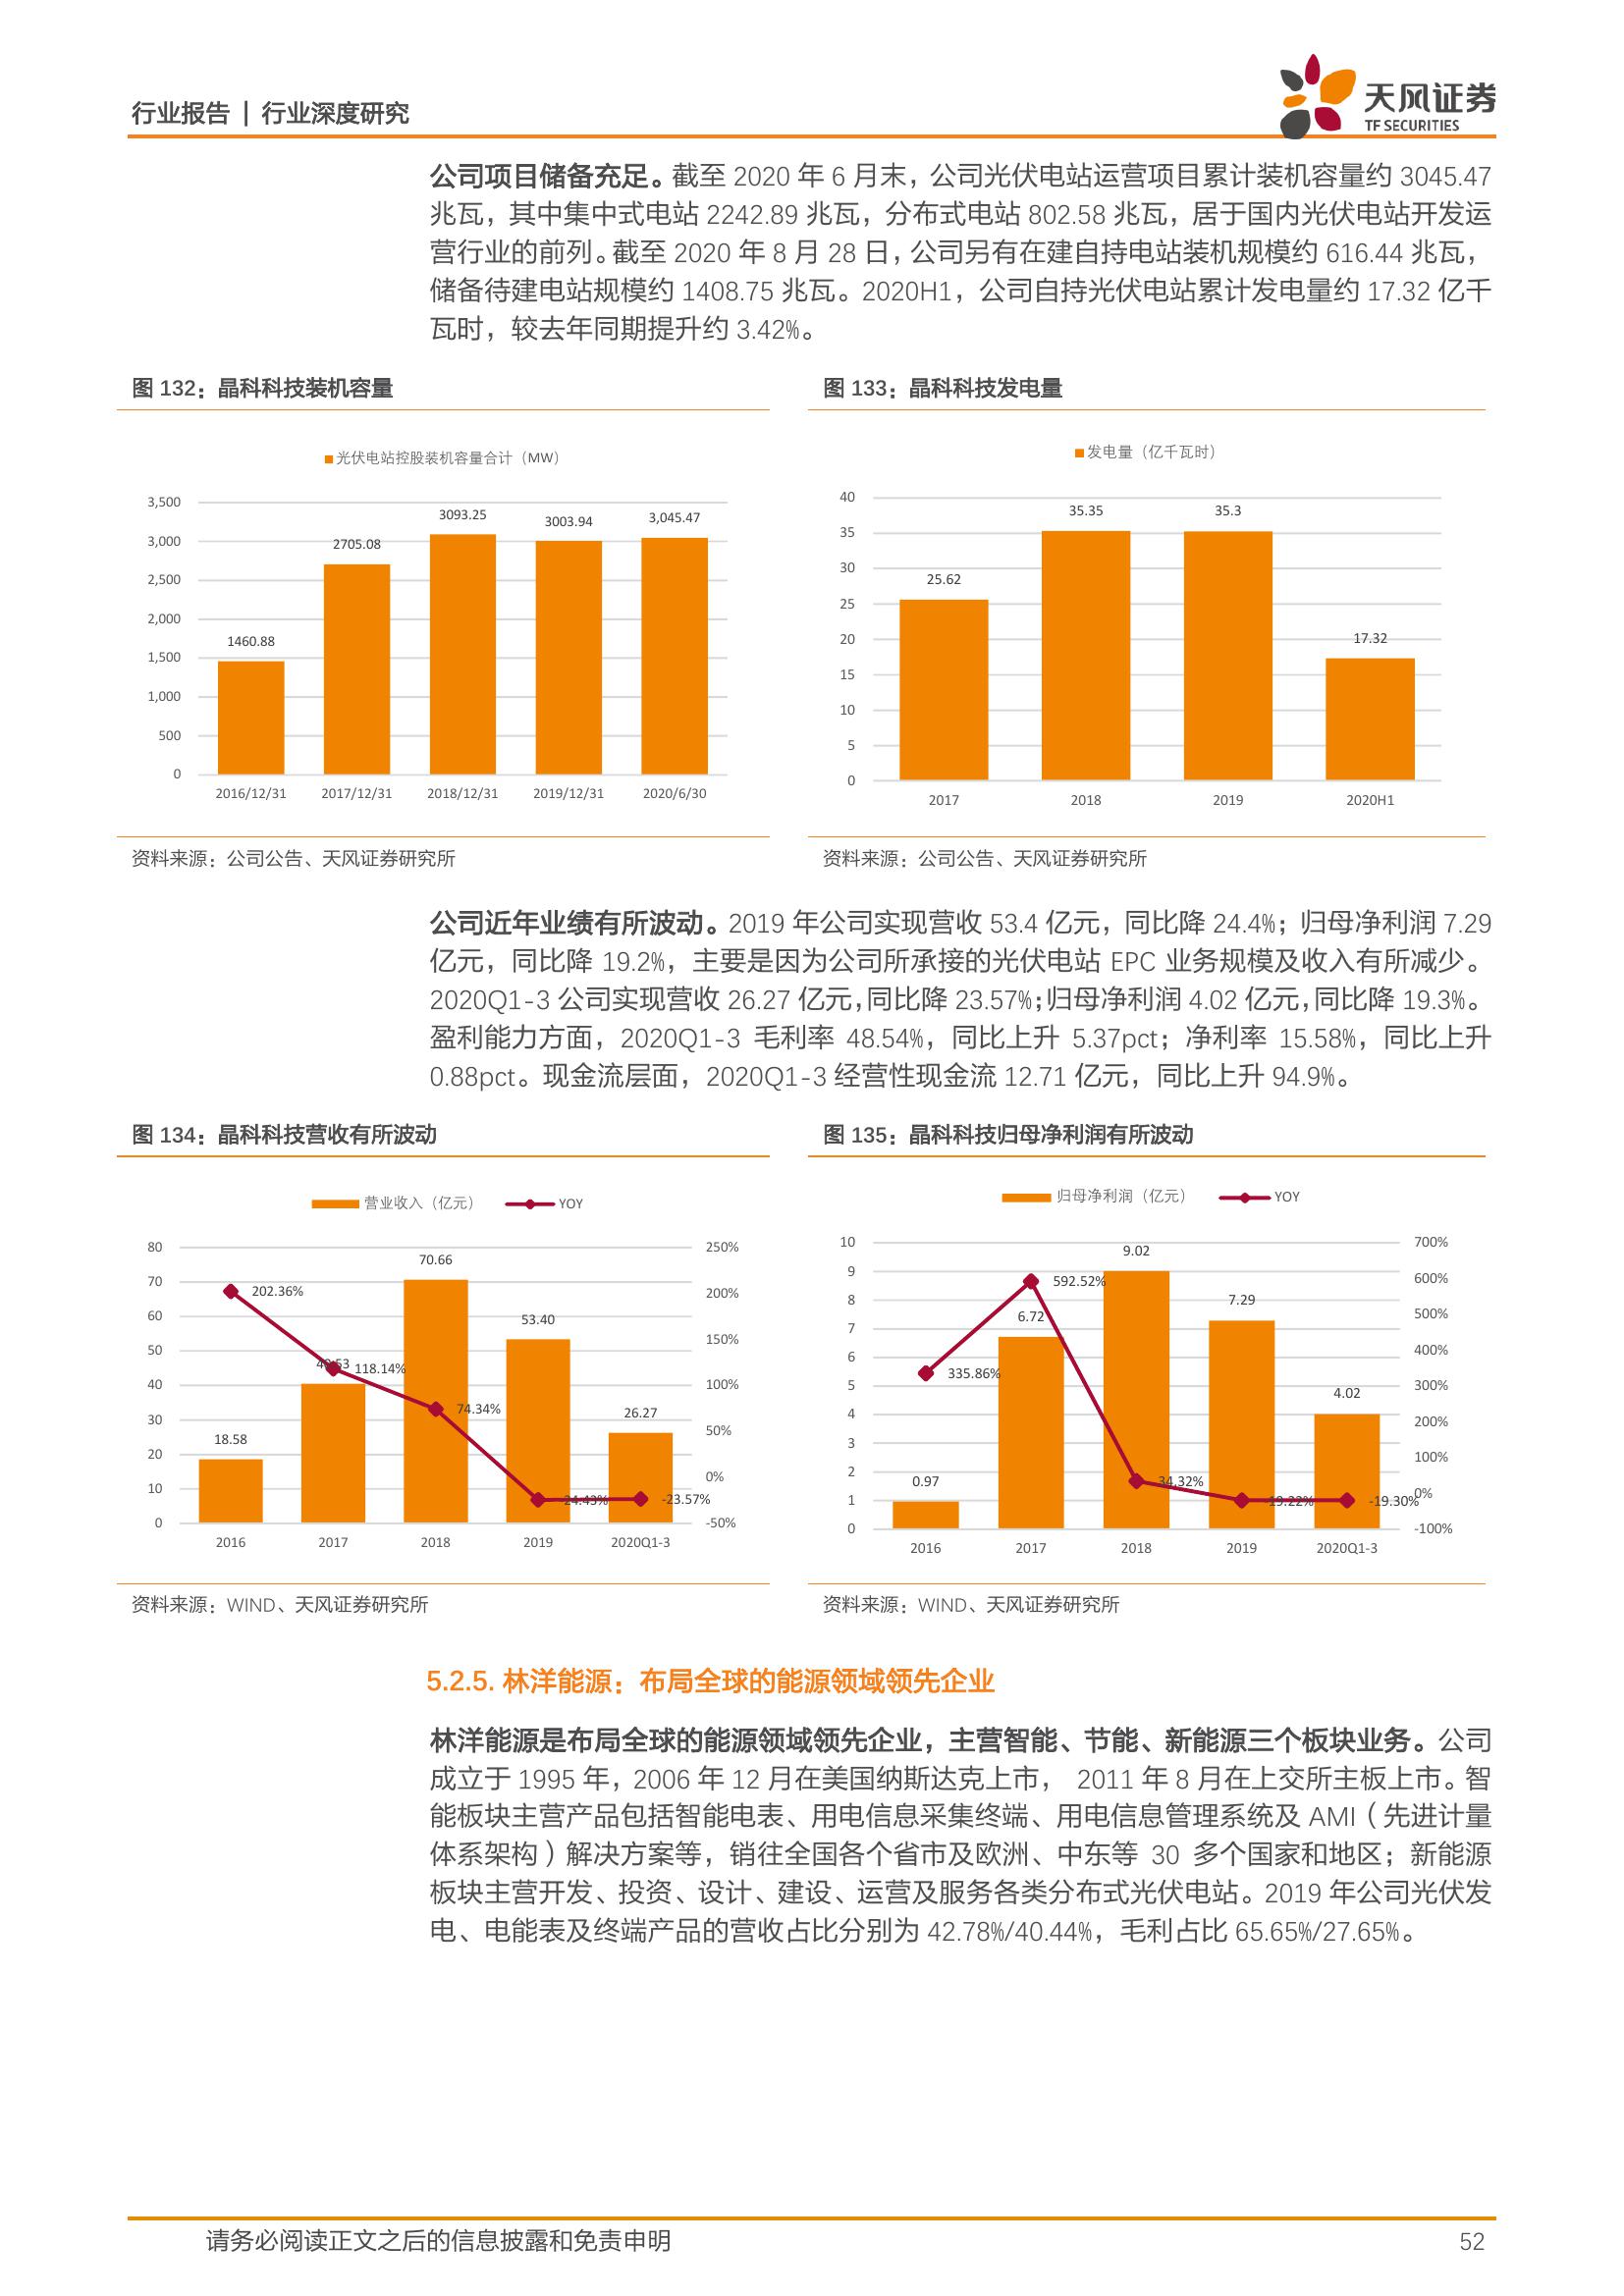 行业报告 | 行业深度研究
天风证券
TF SECURITIES
公司项目储备充足。截至 2020 年 6 月末，公司光伏电站运营项目累计装机容量约 3045.47
兆瓦，其中集中式电站 2242.89 兆瓦，分布式电站 802.58 兆瓦，居于国内光伏电站开发运
营行业的前列。截至 2020 年 8 月 28 日，公司另有在建自持电站装机规模约 616.44 兆瓦，
储备待建电站规模约 1408.75 兆瓦。2020H1，公司自持光伏电站累计发电量约 17.32 亿千
瓦时，较去年同期提升约 3.42%。
图 132：晶科科技装机容量
光伏电站控股装机容量合计（MW）
3,500
3,000
2,500
2,000
1,500
1,000
500
0
1460.88
2705.08
3093.25
3003.94
3,045.47
2016/12/31 2017/12/31 2018/12/31 2019/12/31 2020/6/30
资料来源：公司公告、天风证券研究所
图 133：晶科科技发电量
发电量（亿千瓦时）
40
35
30
25
20
15
10
5
0
25.62
35.35
35.3
17.32
2017 2018 2019 2020H1
资料来源：公司公告、天风证券研究所
公司近年业绩有所波动。2019 年公司实现营收 53.4 亿元，同比降 24.4%；归母净利润 7.29
亿元，同比降 19.2%，主要是因为公司所承接的光伏电站 EPC 业务规模及收入有所减少。
2020Q1-3 公司实现营收 26.27 亿元，同比降 23.57%；归母净利润 4.02 亿元，同比降 19.3%。
盈利能力方面，2020Q1-3 毛利率 48.54%，同比上升 5.37pct；净利率 15.58%，同比上升
0.88pct。现金流层面，2020Q1-3 经营性现金流 12.71 亿元，同比上升 94.9%。
图 134：晶科科技营收有所波动
营业收入（亿元） YOY
80
70
60
50
40
30
20
10
0
250%
200%
150%
100%
50%
0%
-50%
18.58
40.53
70.66
53.40
26.27
202.36%
118.14%
74.34%
-24.43%
-23.57%
2016 2017 2018 2019 2020Q1-3
资料来源：WIND、天风证券研究所
图 135：晶科科技归母净利润有所波动
归母净利润（亿元） YOY
10
9
8
7
6
5
4
3
2
1
0
700%
600%
500%
400%
300%
200%
100%
0%
-100%
0.97
6.72
9.02
7.29
4.02
335.86%
592.52%
34.32%
-19.22%
-19.30%
2016 2017 2018 2019 2020Q1-3
资料来源：WIND、天风证券研究所
5.2.5. 林洋能源：布局全球的能源领域领先企业
林洋能源是布局全球的能源领域领先企业，主营智能、节能、新能源三个板块业务。公司
成立于 1995 年，2006 年 12 月在美国纳斯达克上市， 2011 年 8 月在上交所主板上市。智
能板块主营产品包括智能电表、用电信息采集终端、用电信息管理系统及 AMI（先进计量
体系架构）解决方案等，销往全国各个省市及欧洲、中东等 30 多个国家和地区；新能源
板块主营开发、投资、设计、建设、运营及服务各类分布式光伏电站。2019 年公司光伏发
电、电能表及终端产品的营收占比分别为 42.78%/40.44%，毛利占比 65.65%/27.65%。
请务必阅读正文之后的信息披露和免责申明
52